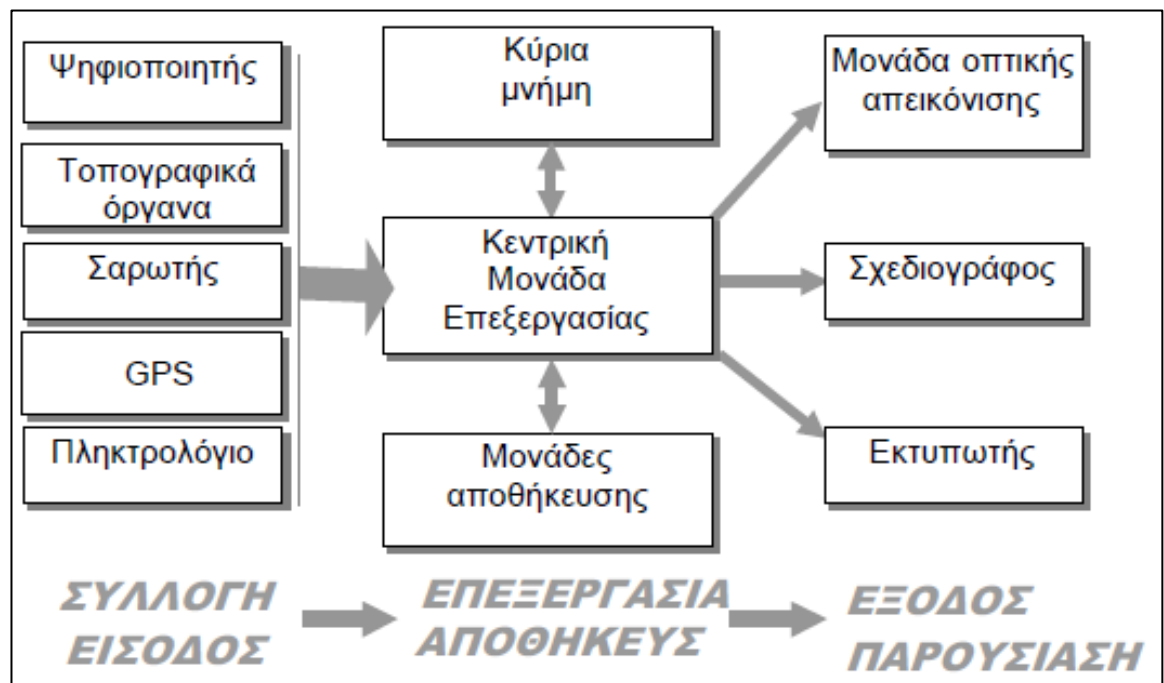 Ψηφιοποιητής
Τοπογραφικά
όργανα
Σαρωτής
GPS
Πληκτρολόγιο
Κύρια
μνήμη
Κεντρική
Μονάδα
Επεξεργασίας
Μονάδες
αποθήκευσης
Μονάδα οπτικής
απεικόνισης
Σχεδιογράφος
Εκτυπωτής
ΣΥΛΛΟΓΗ
ΕΙΣΟΔΟΣ
ΕΠΕΞΕΡΓΑΣΙΑ
ΑΠΟΘΗΚΕΥΣ
ΕΞΟΔΟΣ
ΠΑΡΟΥΣΙΑΣΗ